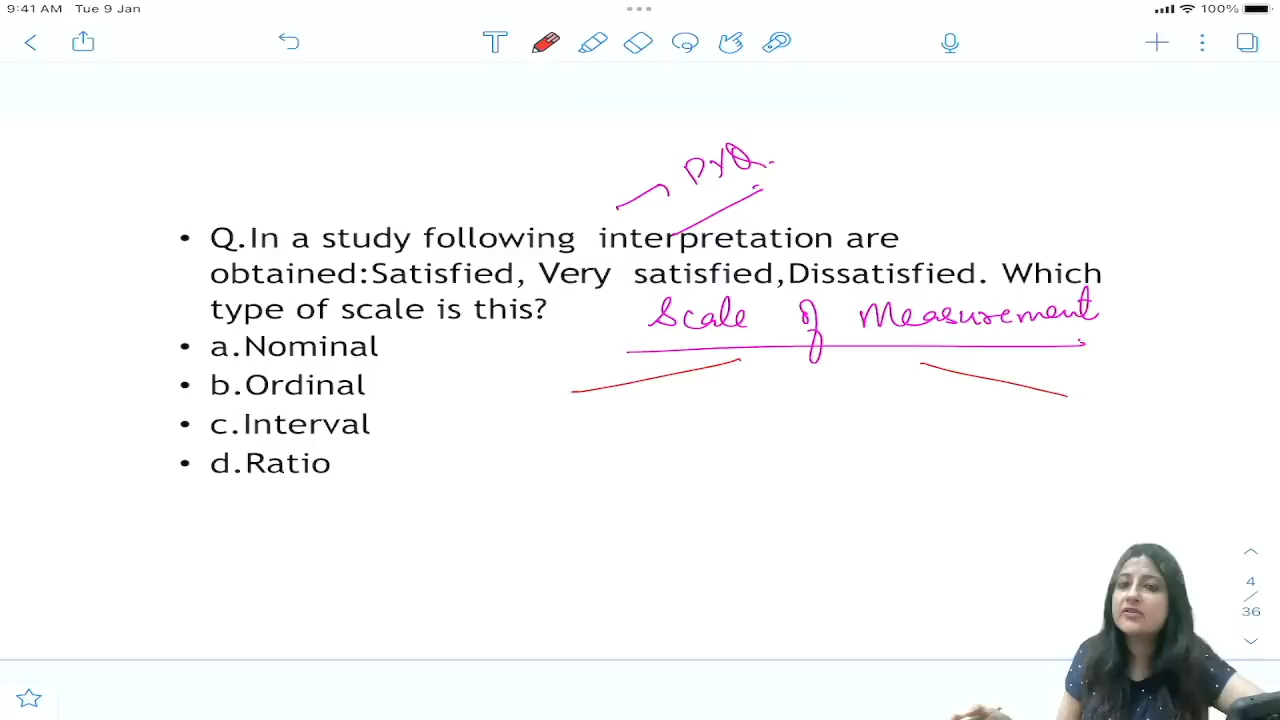 9:41 AM Tue 9 Jan
100%
T
PYQ.
• Q.In a study following interpretation are
obtained:Satisfied, Very satisfied,Dissatisfied. Which
type of scale is this?
Scale of Measurement
• a.Nominal
• b.Ordinal
• c.Interval
• d.Ratio
4
/
36